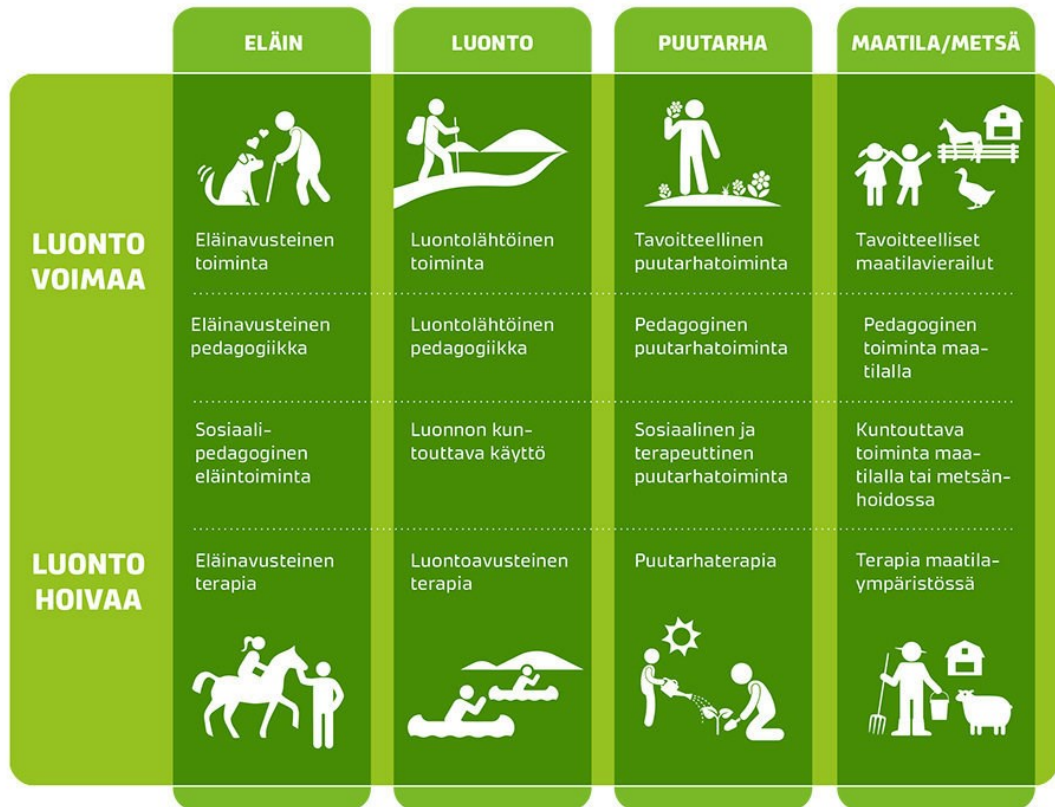 ELÄIN
LUONTO
PUUTARHA
MAATILA/METSÄ
LUONTO
VOIMAA
Eläinavusteinen
toiminta
Luontolähtöinen
toiminta
Tavoitteellinen
puutarhatoiminta
Tavoitteelliset
maatilavierailut
Eläinavusteinen
pedagogiikka
Luontolähtöinen
pedagogiikka
Pedagoginen
puutarhatoiminta
Pedagoginen
toiminta maa-
tilalla
Sosiaali-
pedagoginen
eläintoiminta
Luonnon kun-
touttava käyttö
Sosiaalinen ja
terapeuttinen
puutarhatoiminta
Kuntouttava
toiminta maa-
tilalla tai metsän-
hoidossa
LUONTO
HOIVAA
Eläinavusteinen
terapia
Luontoavusteinen
terapia
Puutarhaterapia
Terapia maatila-
ympäristössä